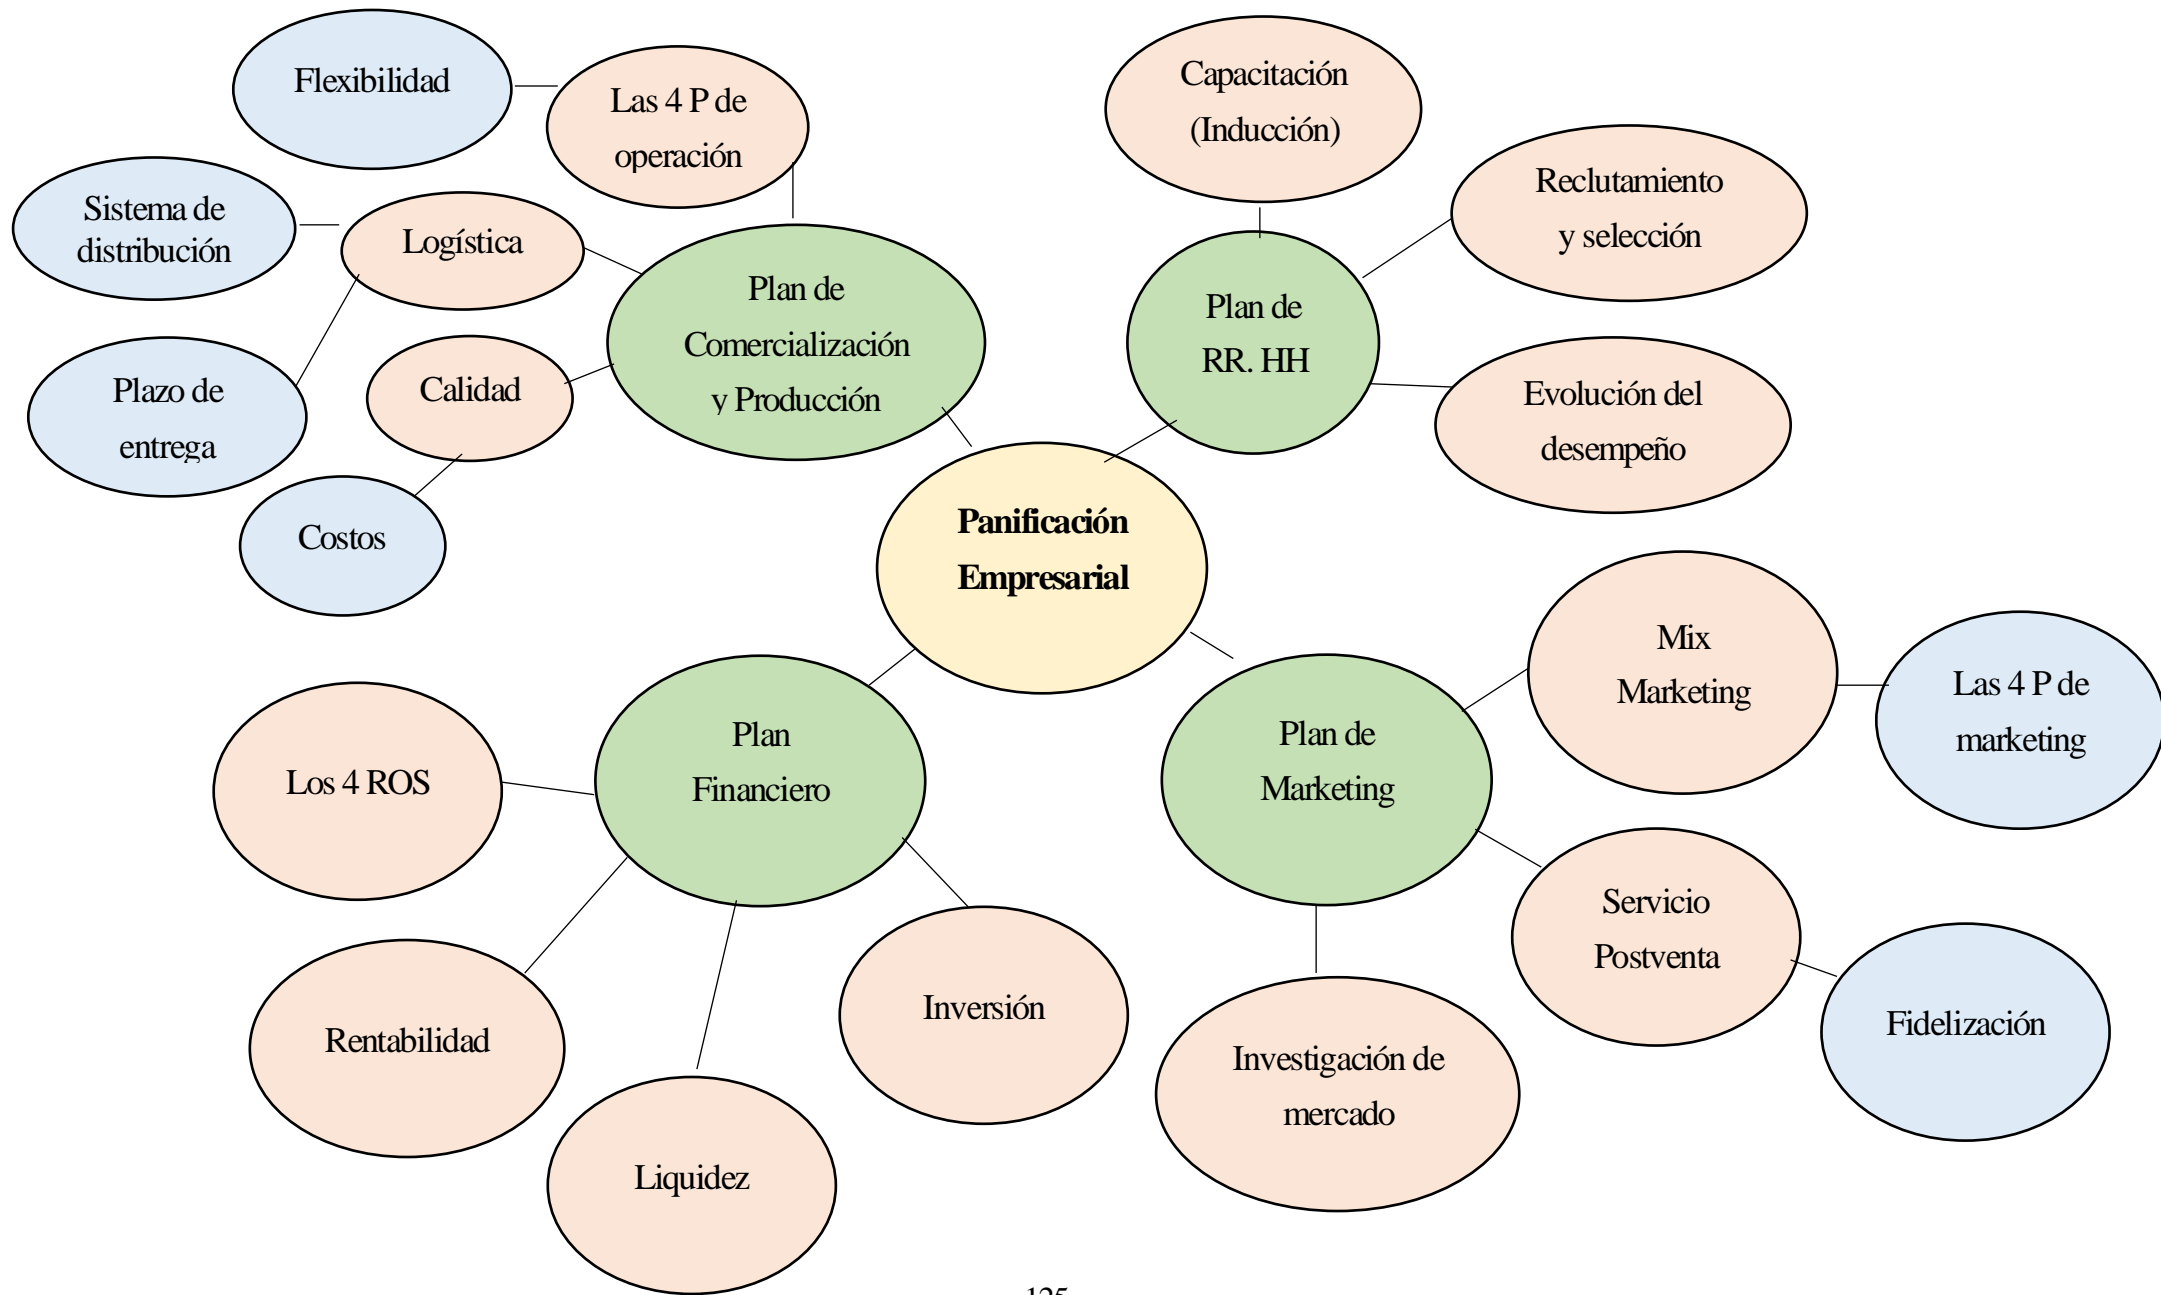 Flexibilidad
Las 4 P de
operación
Capacitación
(Inducción)
Reclutamiento
y selección
Sistema de
distribución
Logística
Plan de
Comercialización
y Producción
Plan de
RR. HH
Plazo de
entrega
Calidad
Evolución del
desempeño
Costos
Panificación
Empresarial
Mix
Marketing
Las 4 P de
marketing
Plan
Financiero
Plan de
Marketing
Los 4 ROS
Servicio
Postventa
Rentabilidad
Inversión
Investigación de
mercado
Fidelización
Liquidez
125